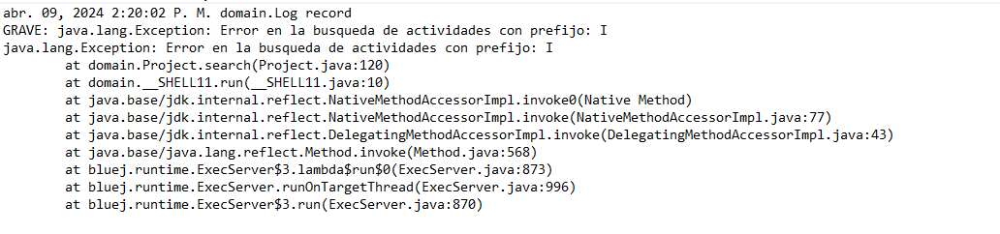 abr. 09, 2024 2:20:02 P. M. domain.Log record
GRAVE: java.lang.Exception: Error en la busqueda de actividades con prefijo: I
java.lang.Exception: Error en la busqueda de actividades con prefijo: I
at domain.Project.search(Project.java:120)
at domain.__SHELL11.run(__SHELL11.java:10)
at java.base/jdk.internal.reflect.NativeMethodAccessorImpl.invoke0(Native Method)
at java.base/jdk.internal.reflect.NativeMethodAccessorImpl.invoke(NativeMethodAccessorImpl.java:77)
at java.base/jdk.internal.reflect.DelegatingMethodAccessorImpl.invoke(DelegatingMethodAccessorImpl.java:43)
at java.base/java.lang.reflect.Method.invoke(Method.java:568)
at bluej.runtime.ExecServer$3.lambda$run$0(ExecServer.java:873)
at bluej.runtime.ExecServer.runOnTargetThread(ExecServer.java:996)
at bluej.runtime.ExecServer$3.run(ExecServer.java:870)